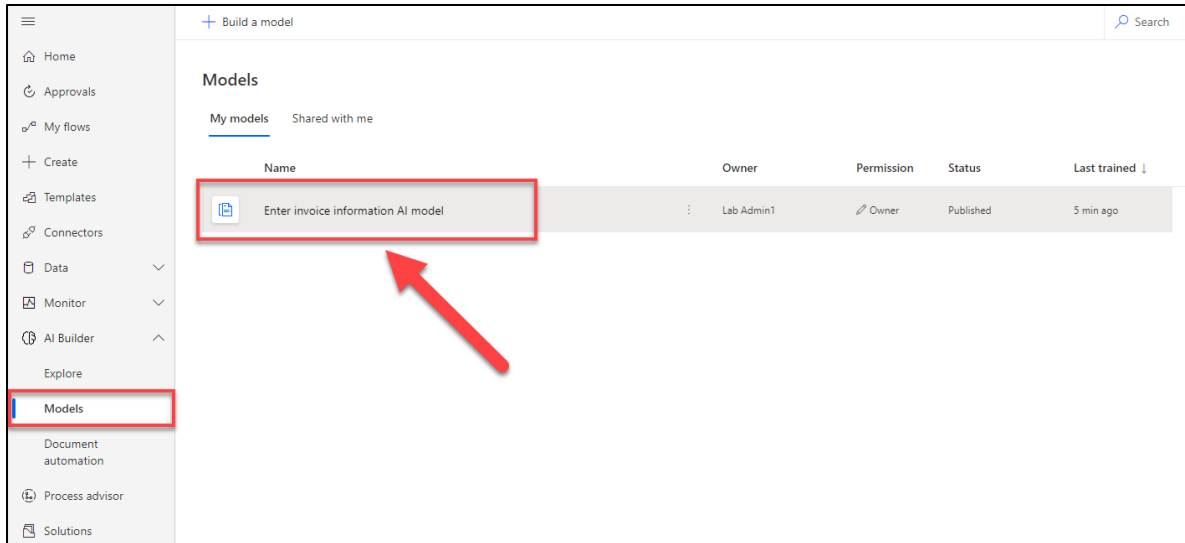 Build a model
Search
Home
Approvals
My flows
Create
Templates
Connectors
Data
Monitor
AI Builder
Explore
Models
Document
automation
Process advisor
Solutions
Models
My models Shared with me
Name Owner Permission Status Last trained ↓
Enter invoice information AI model Lab Admin1 Owner Published 5 min ago